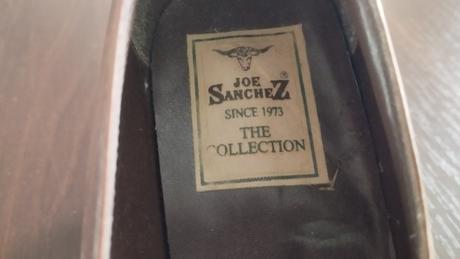 JOE
SANCHEZ®
SINCE 1973
THE
COLLECTION